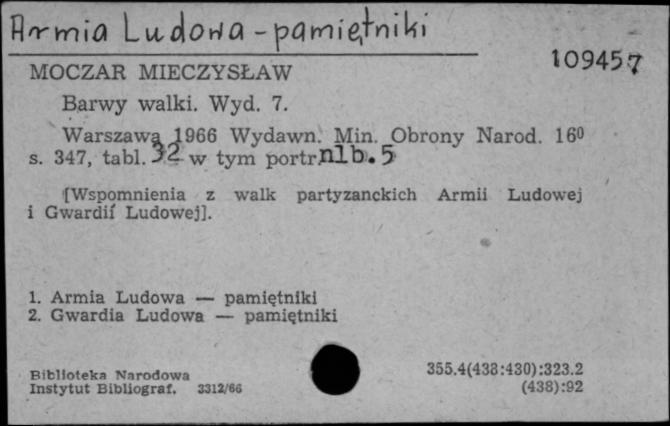 Armia Ludowa - pamiętniki
109457
MOCZAR MIECZYSŁAW
Barwy walki. Wyd. 7.
Warszawa 1966 Wydawn. Min. Obrony Narod. 16⁰
s. 347, tabl. 32 w tym portr. nlb. 5
[Wspomnienia z walk partyzanckich Armii Ludowej
i Gwardii Ludowej].
1. Armia Ludowa — pamiętniki
2. Gwardia Ludowa — pamiętniki
Biblioteka Narodowa
Instytut Bibliograf. 3312/66
355.4(438:430):323.2
(438):92